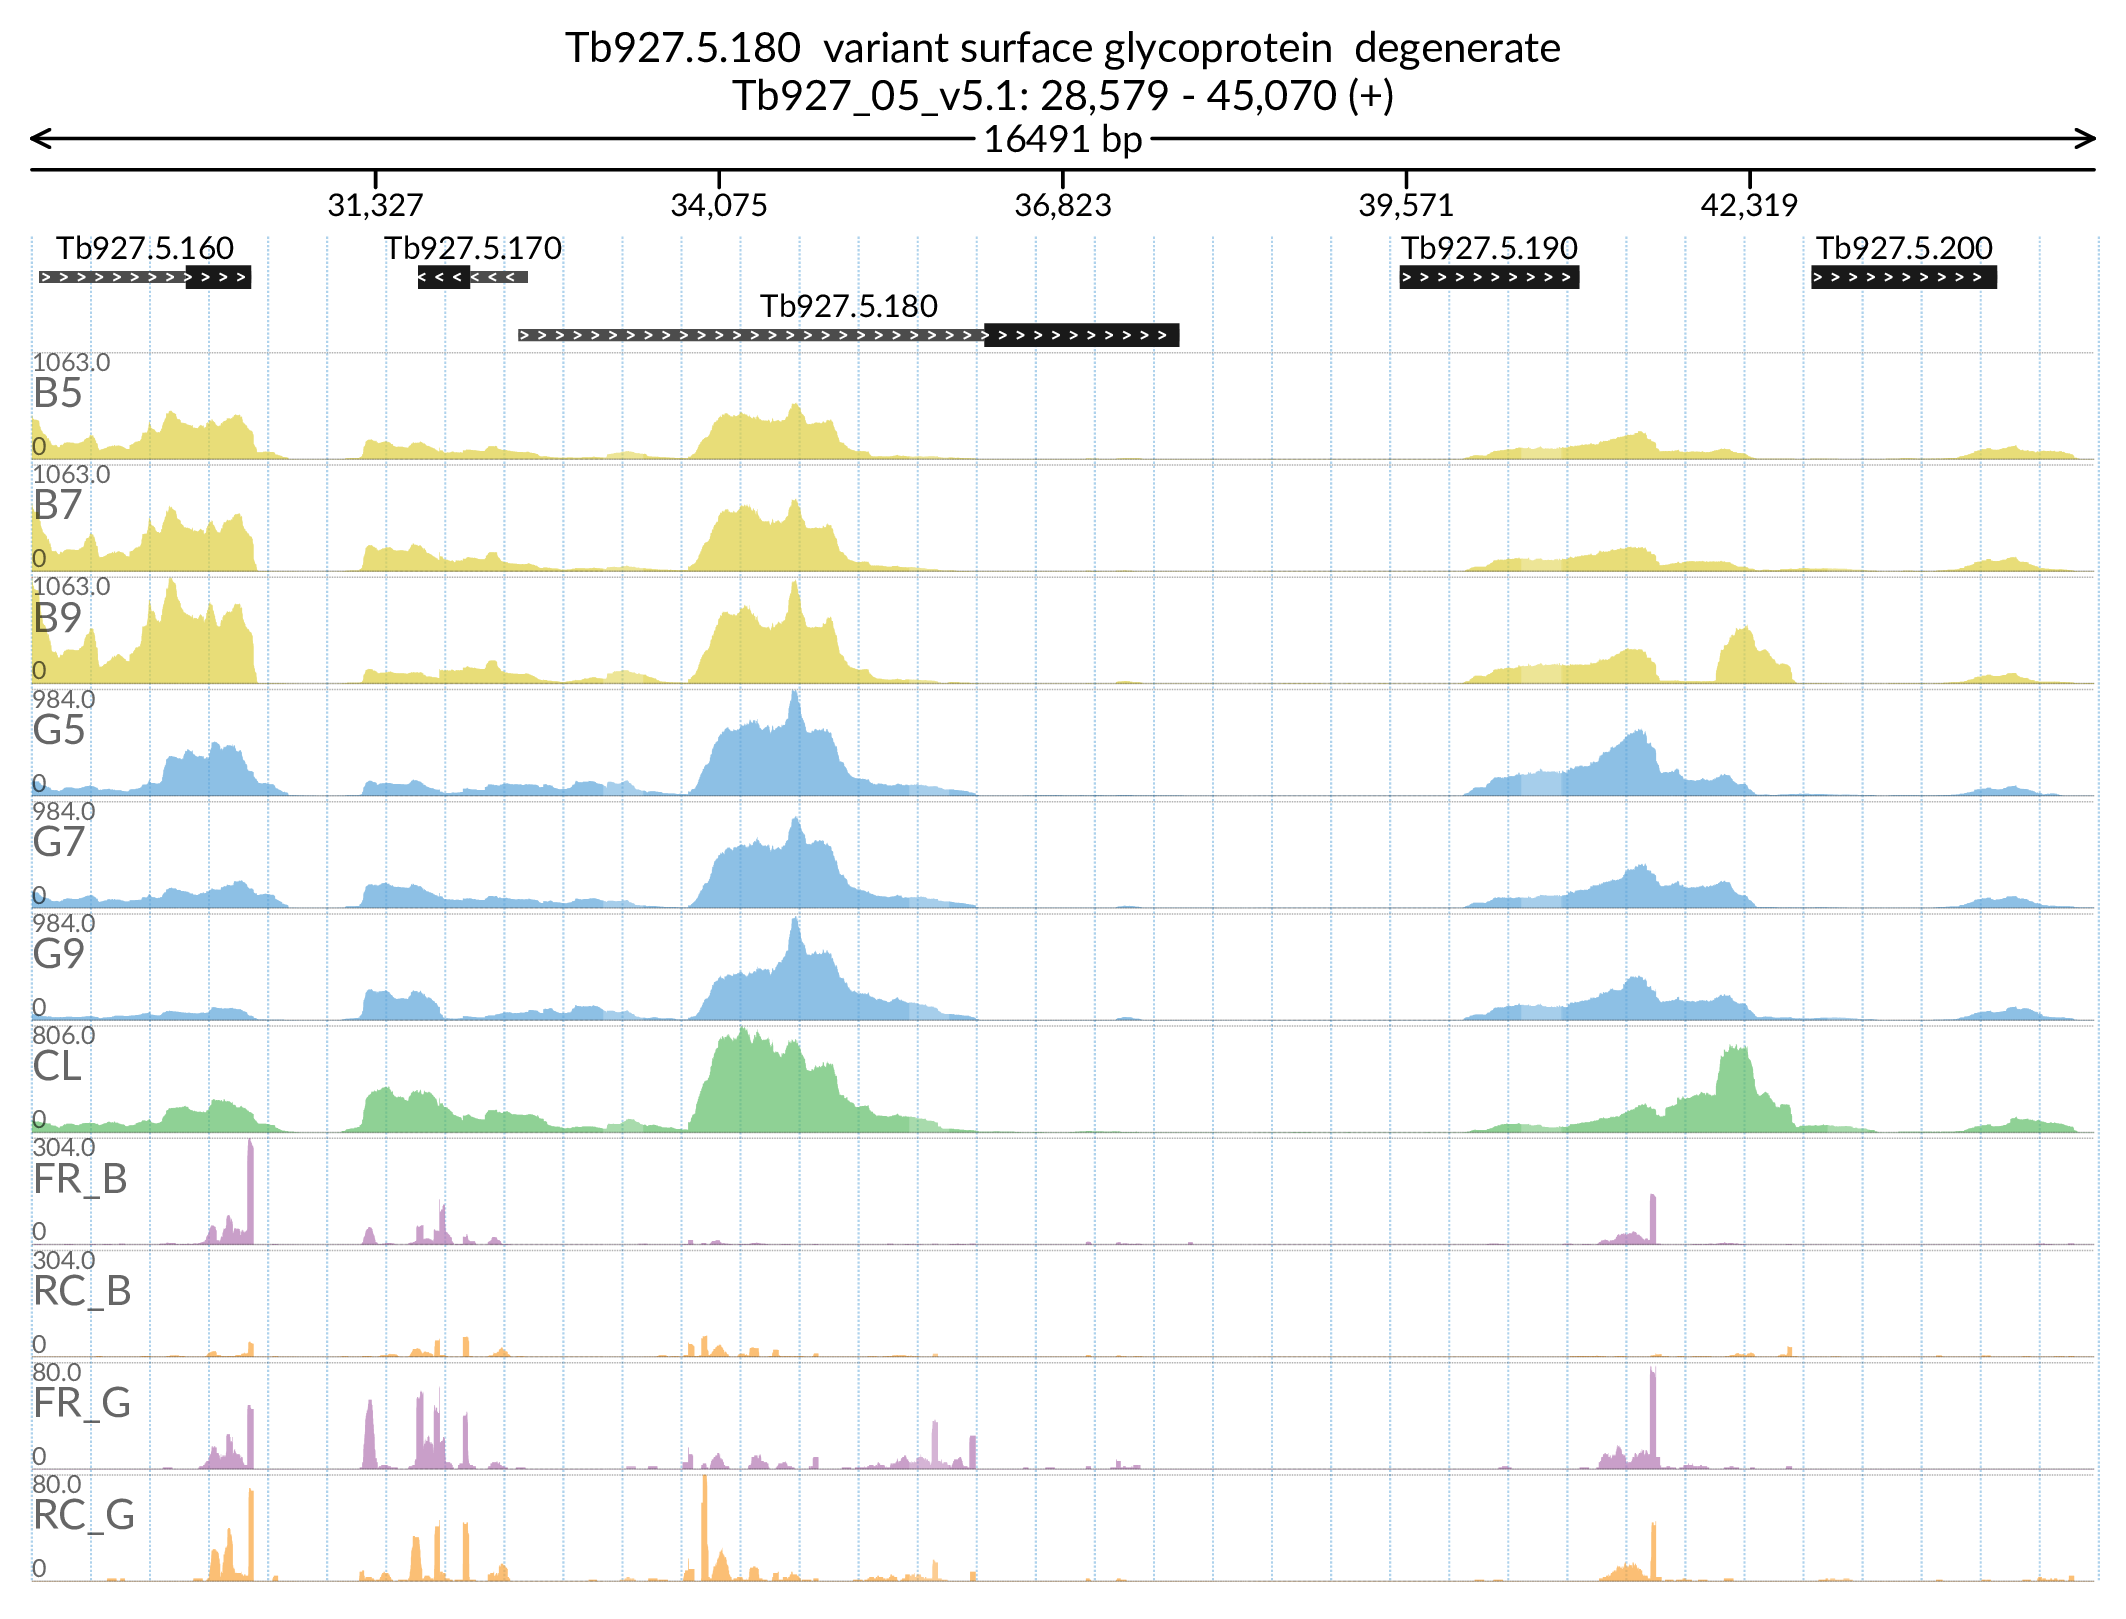 Tb927.5.180 variant surface glycoprotein degenerate
Tb927_05_v5.1: 28,579 - 45,070 (+)
16491 bp
31,327 34,075 36,823 39,571 42,319
Tb927.5.160 Tb927.5.170 Tb927.5.190 Tb927.5.200
Tb927.5.180
1063.0
B5
0
1063.0
B7
0
1063.0
B9
0
984.0
G5
0
984.0
G7
0
984.0
G9
0
806.0
CL
0
304.0
FR_B
0
304.0
RC_B
0
80.0
FR_G
0
80.0
RC_G
0